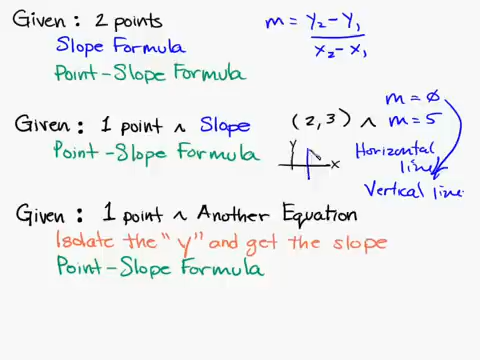 Given: 2 points
Slope Formula
Point-Slope Formula
m = y₂ - y₁
x₂ - x₁
Given: 1 point ∧ Slope
Point-Slope Formula
(2,3) ∧
m = ∅
m = 5
Horizontal
line
Vertical line
y
x
Given: 1 point ∧ Another Equation
Isolate the "y" and get the slope
Point-Slope Formula